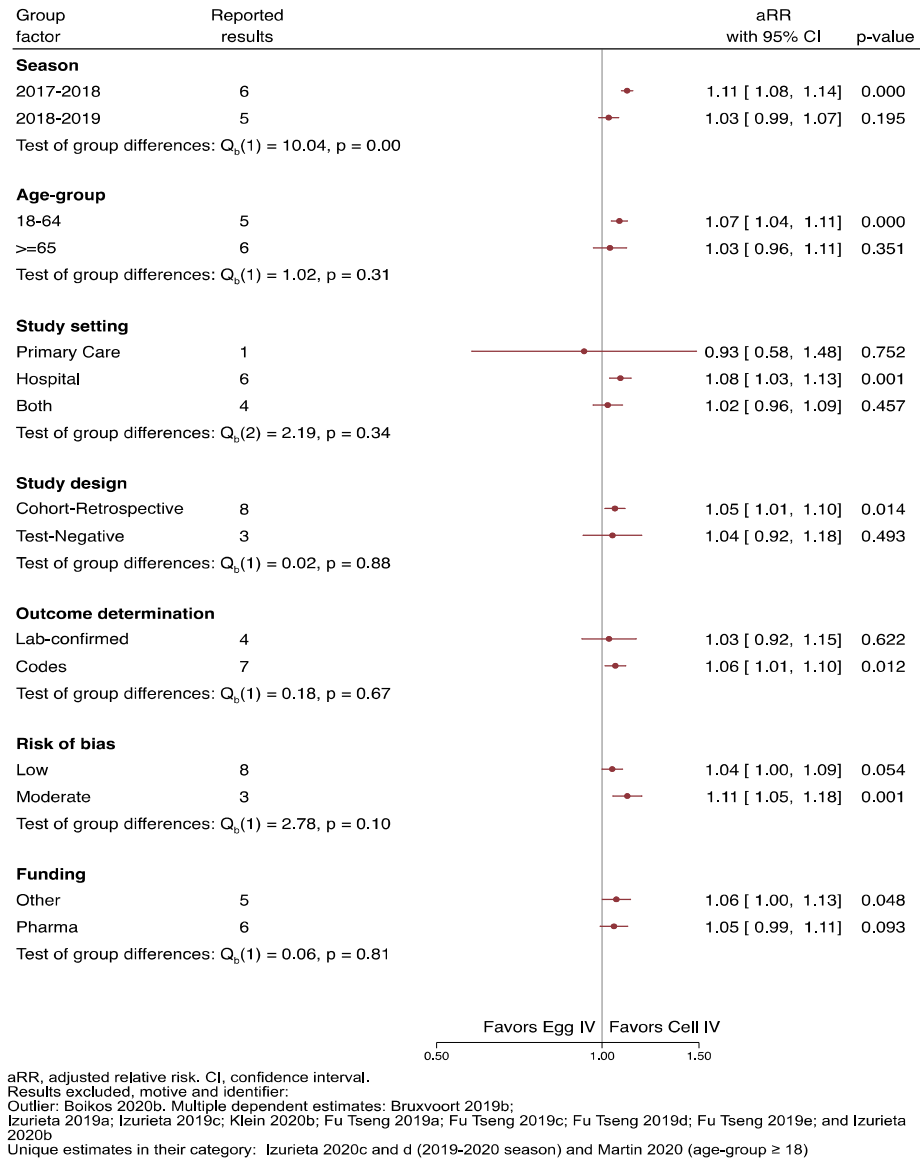 Group Reported aRR
factor results with 95% CI p-value
Season
2017-2018 6 1.11 [ 1.08, 1.14] 0.000
2018-2019 5 1.03 [ 0.99, 1.07] 0.195
Test of group differences: Q_b(1) = 10.04, p = 0.00
Age-group
18-64 5 1.07 [ 1.04, 1.11] 0.000
>=65 6 1.03 [ 0.96, 1.11] 0.351
Test of group differences: Q_b(1) = 1.02, p = 0.31
Study setting
Primary Care 1 0.93 [ 0.58, 1.48] 0.752
Hospital 6 1.08 [ 1.03, 1.13] 0.001
Both 4 1.02 [ 0.96, 1.09] 0.457
Test of group differences: Q_b(2) = 2.19, p = 0.34
Study design
Cohort-Retrospective 8 1.05 [ 1.01, 1.10] 0.014
Test-Negative 3 1.04 [ 0.92, 1.18] 0.493
Test of group differences: Q_b(1) = 0.02, p = 0.88
Outcome determination
Lab-confirmed 4 1.03 [ 0.92, 1.15] 0.622
Codes 7 1.06 [ 1.01, 1.10] 0.012
Test of group differences: Q_b(1) = 0.18, p = 0.67
Risk of bias
Low 8 1.04 [ 1.00, 1.09] 0.054
Moderate 3 1.11 [ 1.05, 1.18] 0.001
Test of group differences: Q_b(1) = 2.78, p = 0.10
Funding
Other 5 1.06 [ 1.00, 1.13] 0.048
Pharma 6 1.05 [ 0.99, 1.11] 0.093
Test of group differences: Q_b(1) = 0.06, p = 0.81
Favors Egg IV Favors Cell IV
0.50 1.00 1.50
aRR, adjusted relative risk. CI, confidence interval.
Results excluded, motive and identifier:
Outlier: Boikos 2020b. Multiple dependent estimates: Bruxvoort 2019b;
Izurieta 2019a; Izurieta 2019c; Klein 2020b; Fu Tseng 2019a; Fu Tseng 2019c; Fu Tseng 2019d; Fu Tseng 2019e; and Izurieta
2020b
Unique estimates in their category: Izurieta 2020c and d (2019-2020 season) and Martin 2020 (age-group ≥ 18)